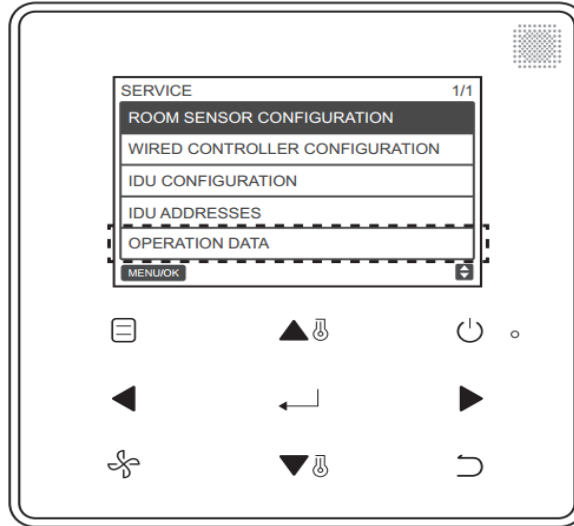 SERVICE 1/1
ROOM SENSOR CONFIGURATION
WIRED CONTROLLER CONFIGURATION
IDU CONFIGURATION
IDU ADDRESSES
OPERATION DATA
MENU/OK